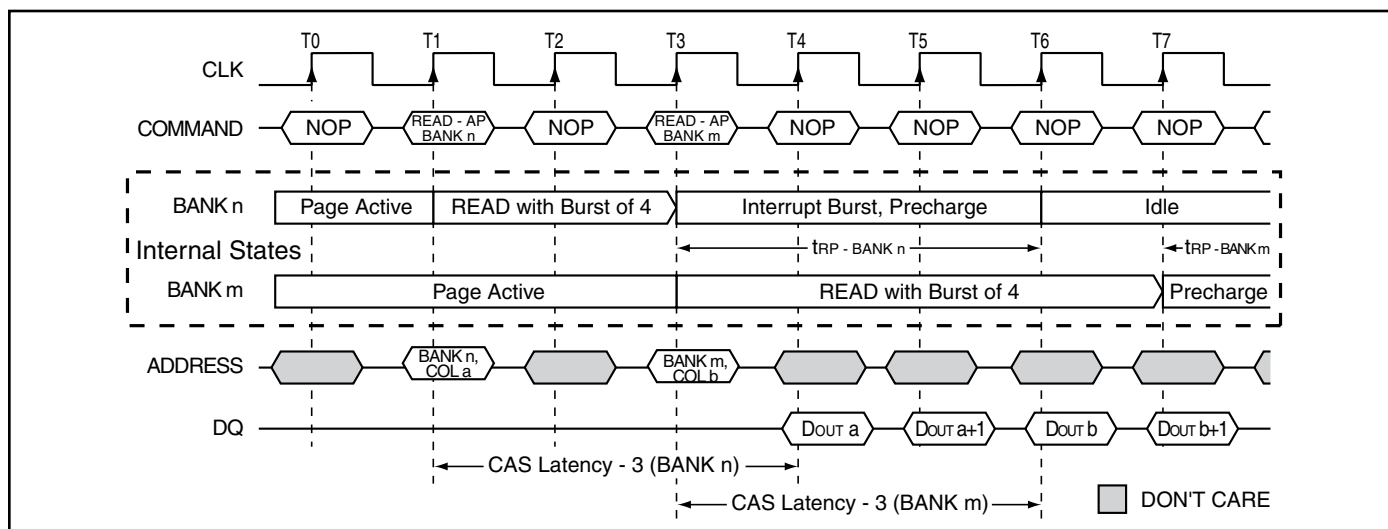 T0 T1 T2 T3 T4 T5 T6 T7
CLK
COMMAND NOP READ - AP BANK n NOP READ - AP BANK m NOP NOP NOP NOP
BANK n Page Active READ with Burst of 4 Interrupt Burst, Precharge Idle
Internal States tRP - BANK n tRP - BANK m
BANK m Page Active READ with Burst of 4 Precharge
ADDRESS BANK n, COL a BANK m, COL b
DQ DOUT a DOUT a+1 DOUT b DOUT b+1
CAS Latency - 3 (BANK n)
CAS Latency - 3 (BANK m)
DON'T CARE